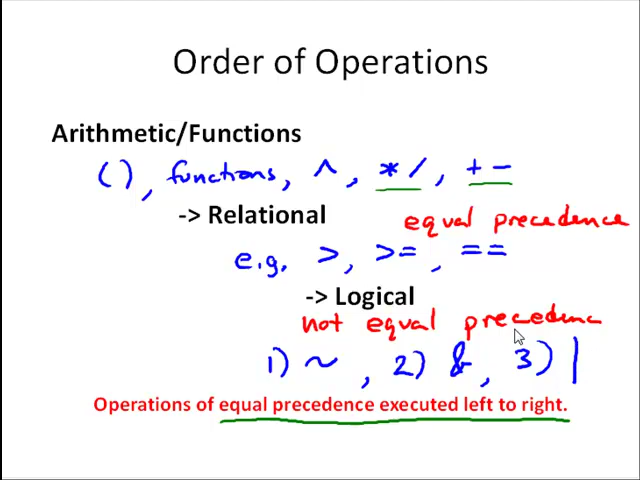 Order of Operations
Arithmetic/Functions
( ), functions, ^, * /, + -
-> Relational
equal precedence
e.g. >, >=, ==
-> Logical
not equal precedenc
1) ~, 2) &, 3) |
Operations of equal precedence executed left to right.